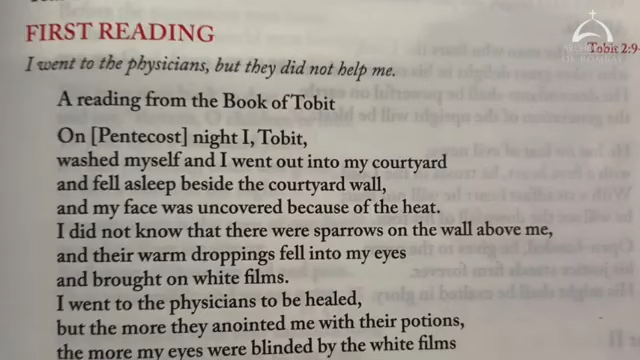 FIRST READING
Tobit 2:9-
I went to the physicians, but they did not help me.
A reading from the Book of Tobit
On [Pentecost] night I, Tobit,
washed myself and I went out into my courtyard
and fell asleep beside the courtyard wall,
and my face was uncovered because of the heat.
I did not know that there were sparrows on the wall above me,
and their warm droppings fell into my eyes
and brought on white films.
I went to the physicians to be healed,
but the more they anointed me with their potions,
the more my eyes were blinded by the white films